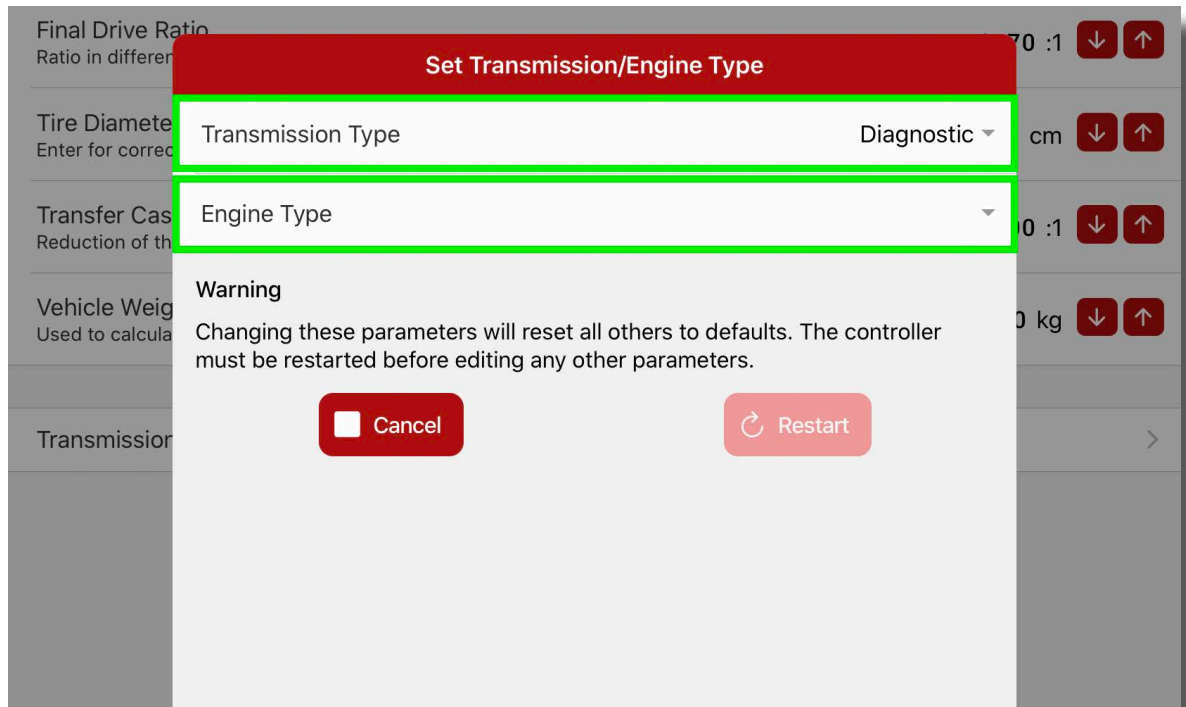 Final Drive Ratio
Ratio in differen
70 :1
Set Transmission/Engine Type
Tire Diamete
Enter for correc
cm
Transmission Type
Diagnostic
Transfer Cas
Reduction of th
00 :1
Engine Type
Vehicle Weig
Used to calcula
0 kg
Warning
Changing these parameters will reset all others to defaults. The controller
must be restarted before editing any other parameters.
Cancel
Restart
Transmission